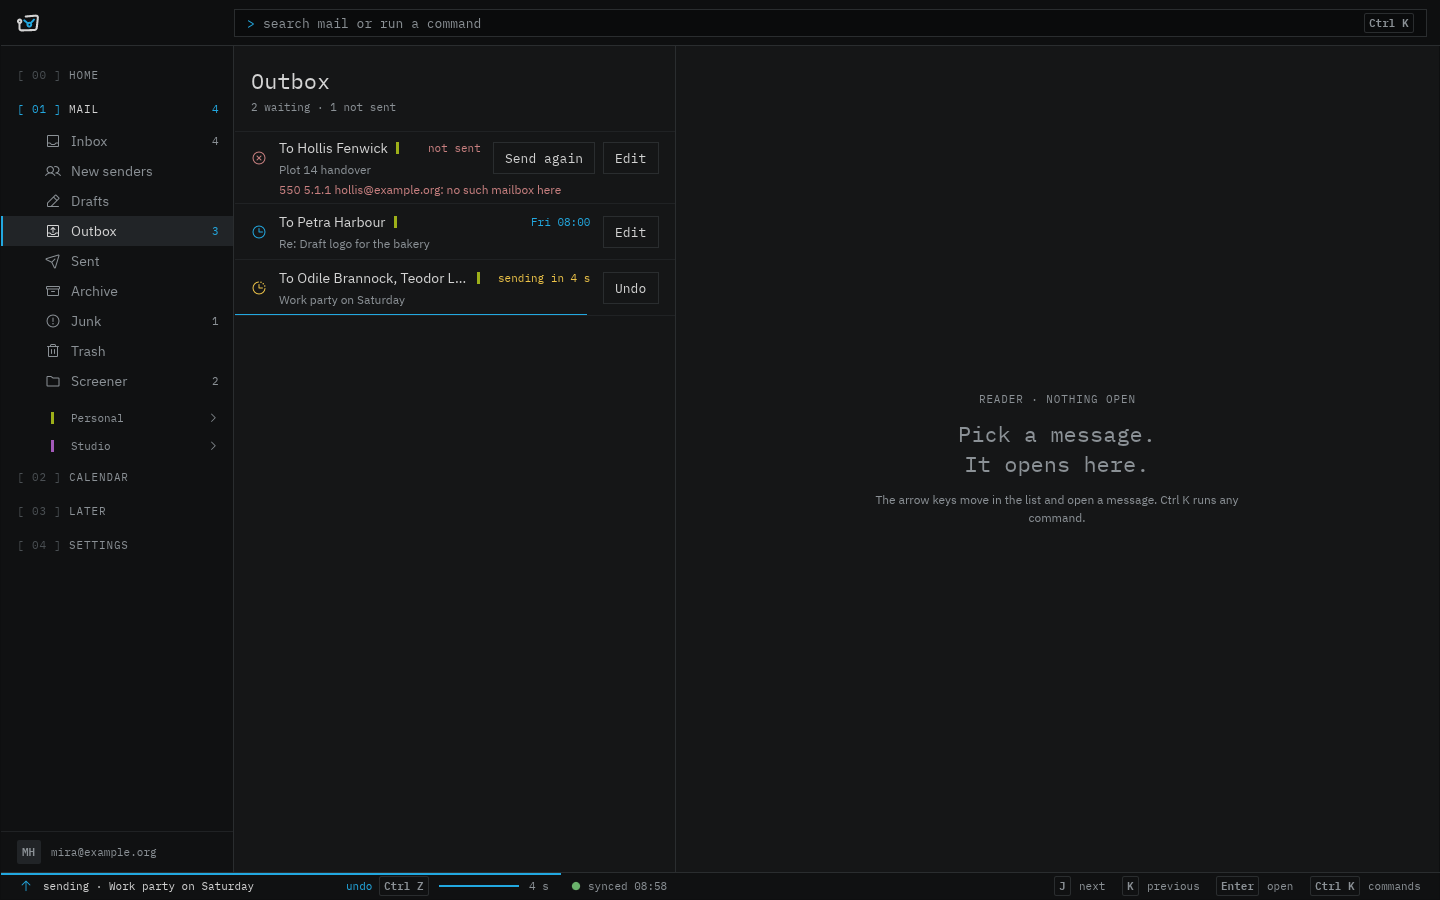 > search mail or run a command
Ctrl K
[ 00 ] HOME
[ 01 ] MAIL 4
Inbox 4
New senders
Drafts
Outbox 3
Sent
Archive
Junk 1
Trash
Screener 2
Personal
Studio
[ 02 ] CALENDAR
[ 03 ] LATER
[ 04 ] SETTINGS
MH mira@example.org
Outbox
2 waiting · 1 not sent
To Hollis Fenwick not sent Send again Edit
Plot 14 handover
550 5.1.1 hollis@example.org: no such mailbox here
To Petra Harbour Fri 08:00 Edit
Re: Draft logo for the bakery
To Odile Brannock, Teodor L... sending in 4 s Undo
Work party on Saturday
READER · NOTHING OPEN
Pick a message.
It opens here.
The arrow keys move in the list and open a message. Ctrl K runs any
command.
sending · Work party on Saturday undo Ctrl Z 4 s synced 08:58 J next K previous Enter open Ctrl K commands